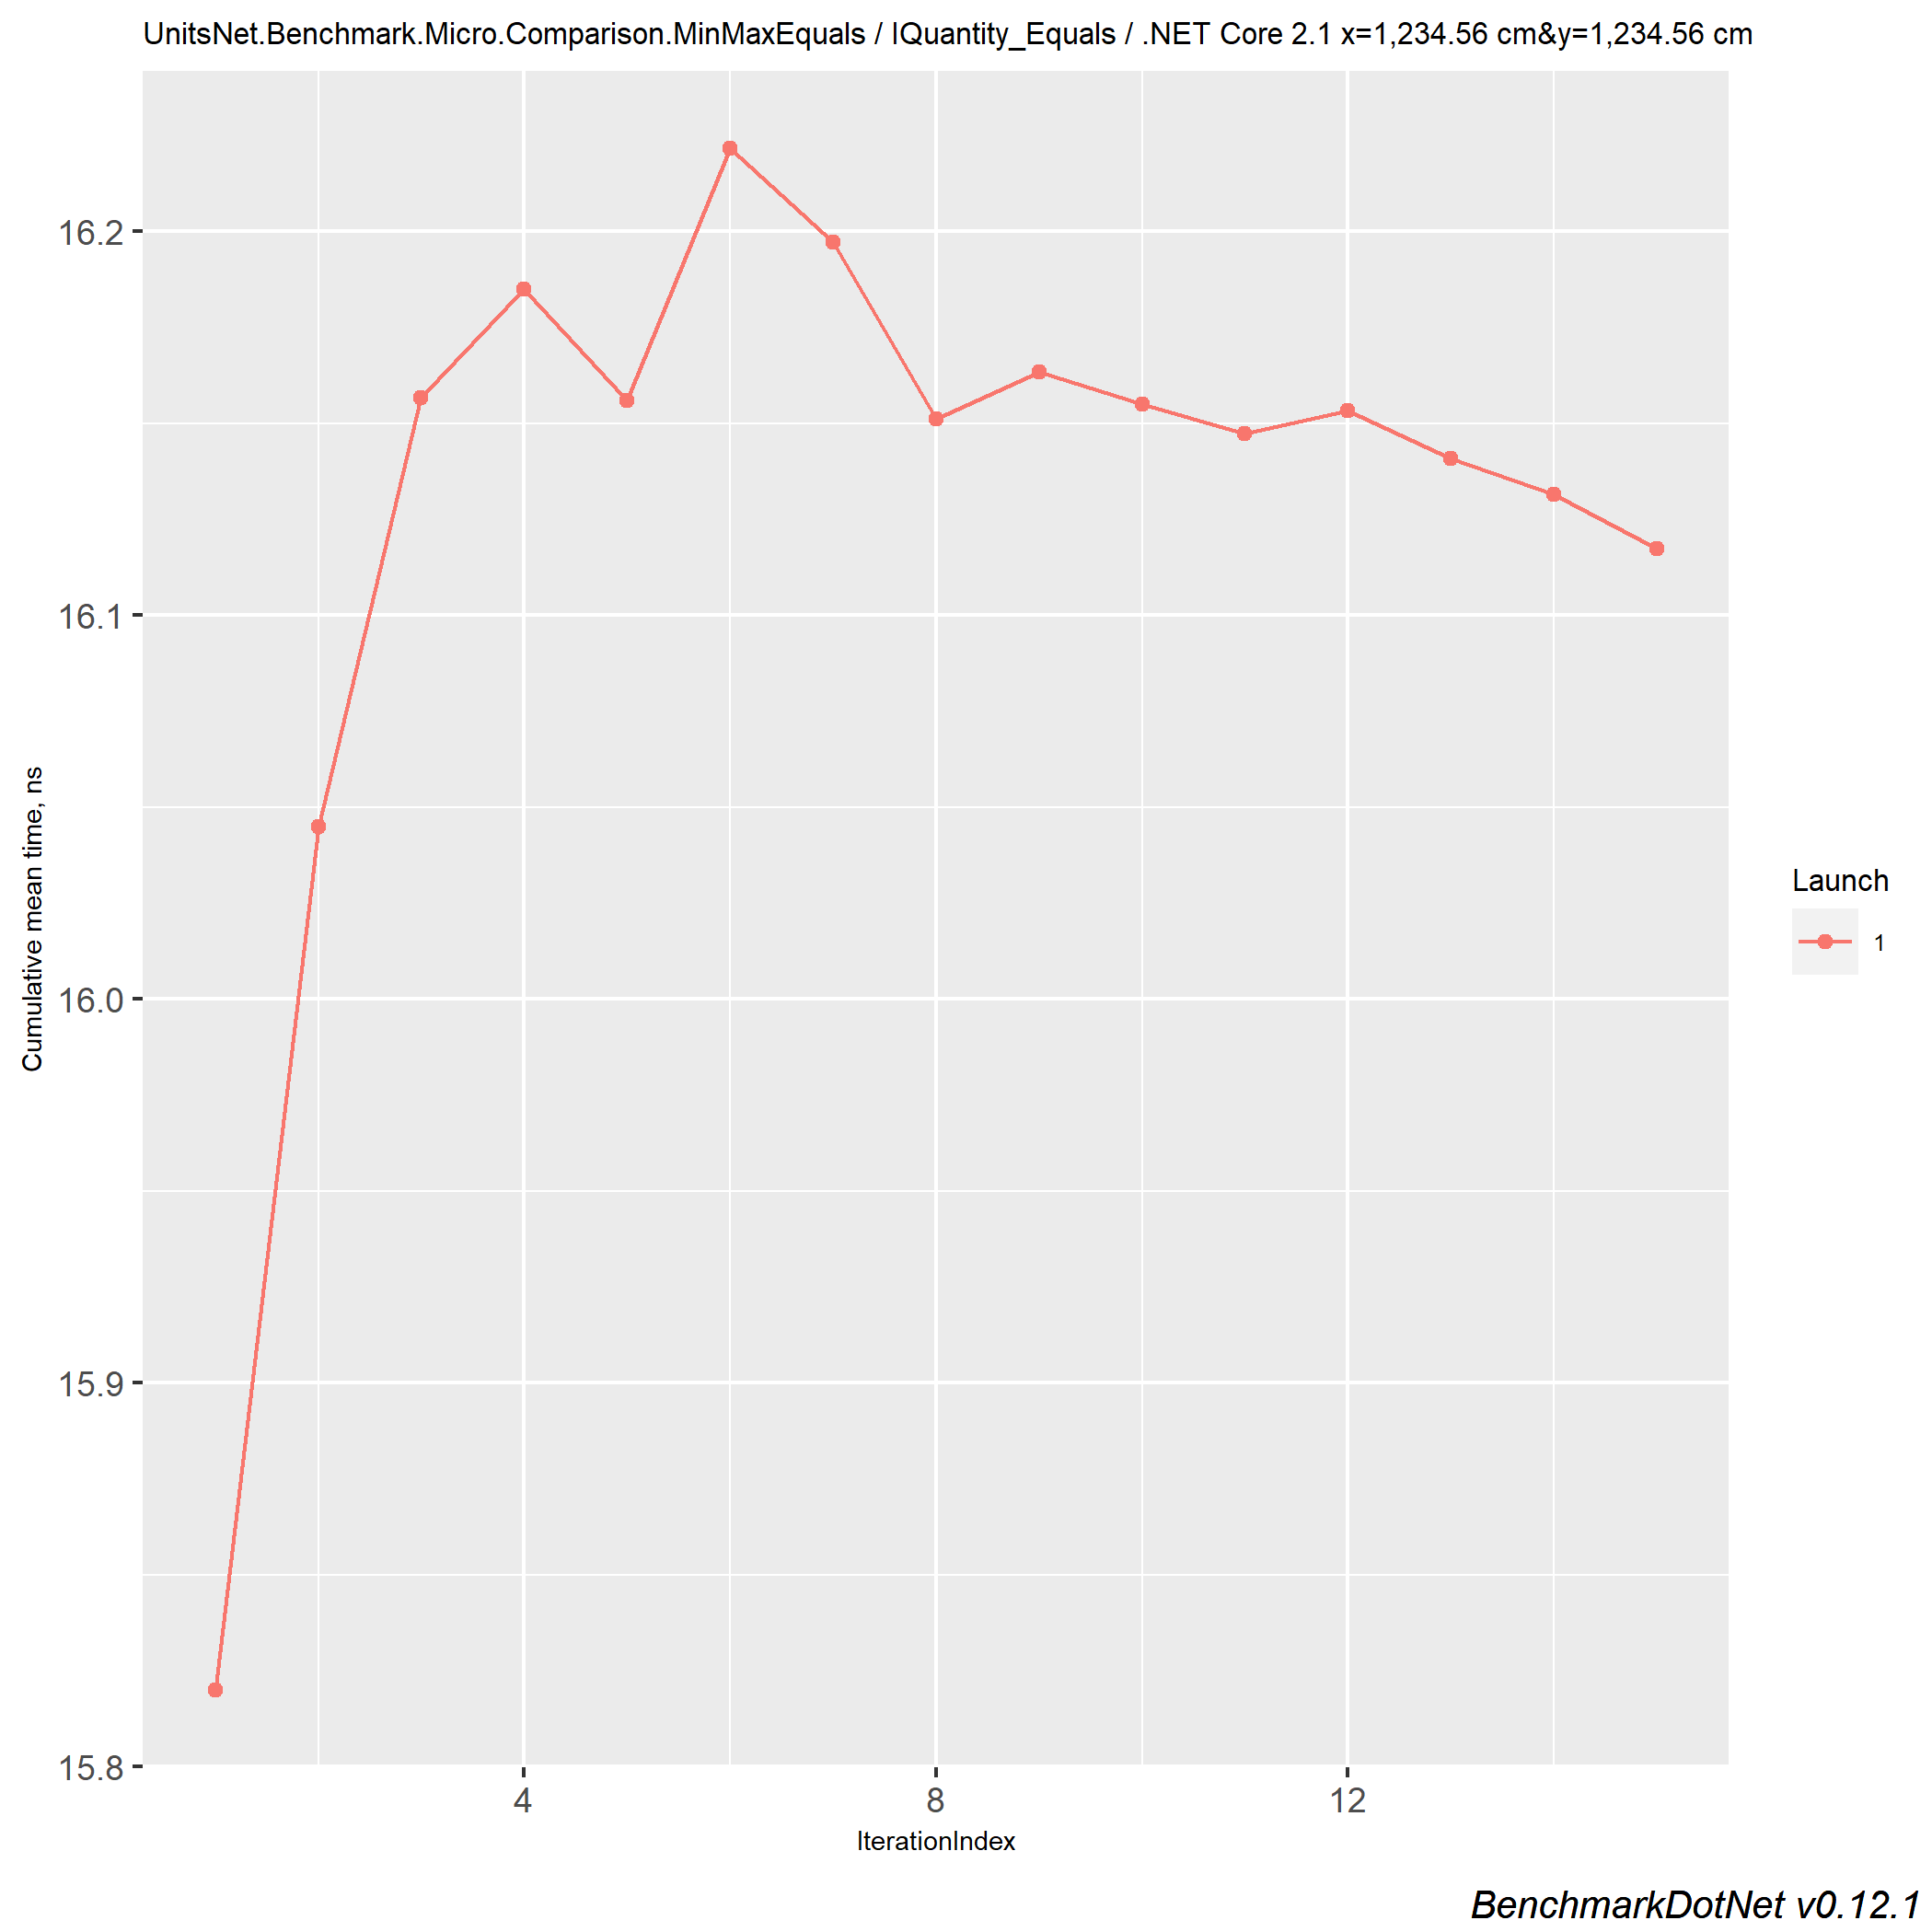 UnitsNet.Benchmark.Micro.Comparison.MinMaxEquals / IQuantity_Equals / .NET Core 2.1 x=1,234.56 cm&y=1,234.56 cm
16.2
16.1
16.0
15.9
15.8
Cumulative mean time, ns
4
8
12
IterationIndex
Launch
1
BenchmarkDotNet v0.12.1